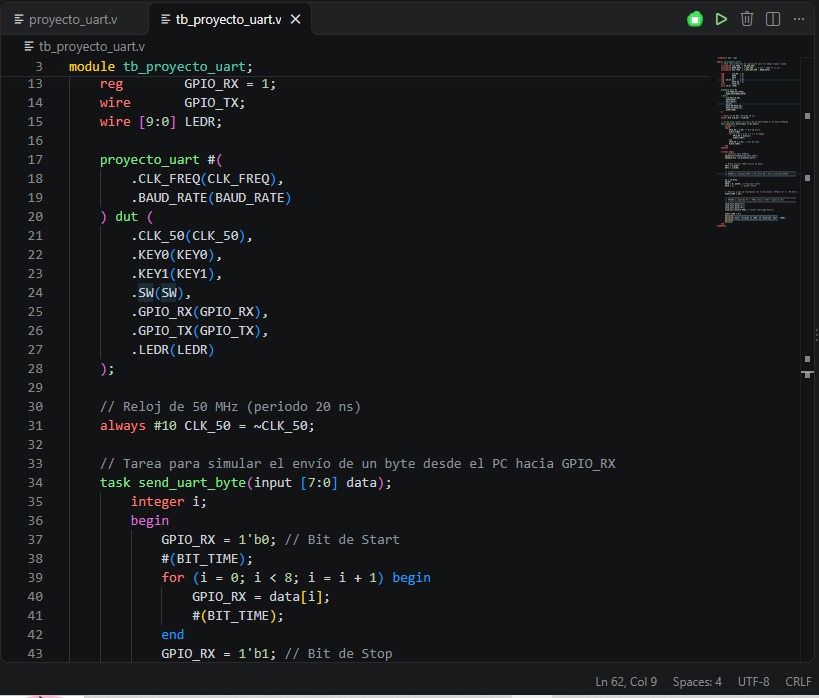 proyecto_uart.v
tb_proyecto_uart.v
tb_proyecto_uart.v
3 module tb_proyecto_uart;
13 reg GPIO_RX = 1;
14 wire GPIO_TX;
15 wire [9:0] LEDR;
16
17 proyecto_uart #(
18 .CLK_FREQ(CLK_FREQ),
19 .BAUD_RATE(BAUD_RATE)
20 ) dut (
21 .CLK_50(CLK_50),
22 .KEY0(KEY0),
23 .KEY1(KEY1),
24 .SW(SW),
25 .GPIO_RX(GPIO_RX),
26 .GPIO_TX(GPIO_TX),
27 .LEDR(LEDR)
28 );
29
30 // Reloj de 50 MHz (periodo 20 ns)
31 always #10 CLK_50 = ~CLK_50;
32
33 // Tarea para simular el envío de un byte desde el PC hacia GPIO_RX
34 task send_uart_byte(input [7:0] data);
35 integer i;
36 begin
37 GPIO_RX = 1'b0; // Bit de Start
38 #(BIT_TIME);
39 for (i = 0; i < 8; i = i + 1) begin
40 GPIO_RX = data[i];
41 #(BIT_TIME);
42 end
43 GPIO_RX = 1'b1; // Bit de Stop
Ln 62, Col 9 Spaces: 4 UTF-8 CRLF